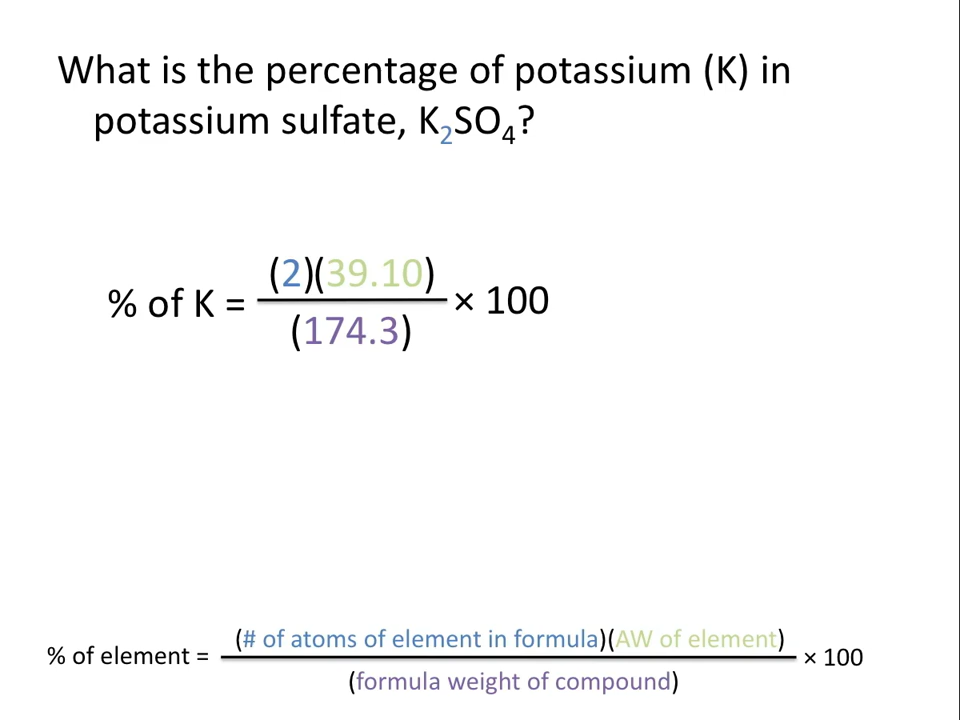 What is the percentage of potassium (K) in
potassium sulfate, K₂SO₄?
(2)(39.10)
% of K = × 100
(174.3)
(# of atoms of element in formula)(AW of element)
% of element = × 100
(formula weight of compound)